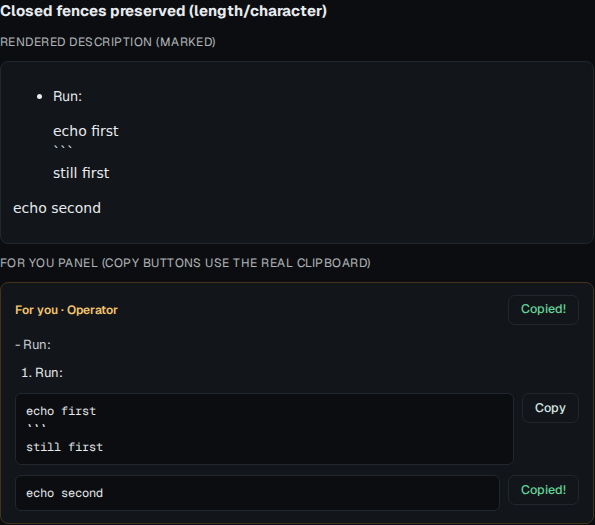 Closed fences preserved (length/character)
RENDERED DESCRIPTION (MARKED)
• Run:
echo first
```
still first
echo second
FOR YOU PANEL (COPY BUTTONS USE THE REAL CLIPBOARD)
For you · Operator
Copied!
- Run:
1. Run:
echo first
```
still first
Copy
echo second
Copied!